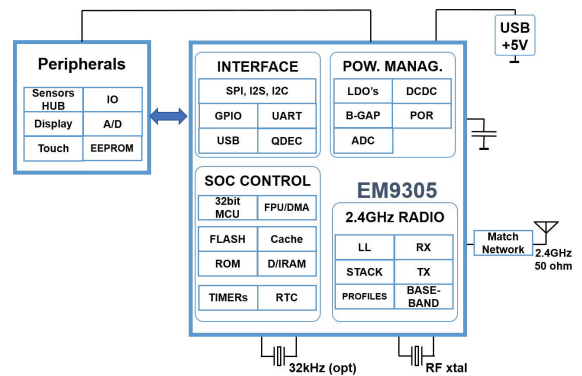 USB
+5V
Peripherals
Sensors
HUB
IO
Display
A/D
Touch
EEPROM
INTERFACE
SPI, I2S, I2C
GPIO
UART
USB
QDEC
POW. MANAG.
LDO's
DCDC
B-GAP
POR
ADC
SOC CONTROL
32bit
MCU
FPU/DMA
FLASH
Cache
ROM
D/IRAM
TIMERs
RTC
EM9305
2.4GHz RADIO
LL
RX
STACK
TX
PROFILES
BASE-
BAND
Match
Network
2.4GHz
50 ohm
32kHz (opt)
RF xtal